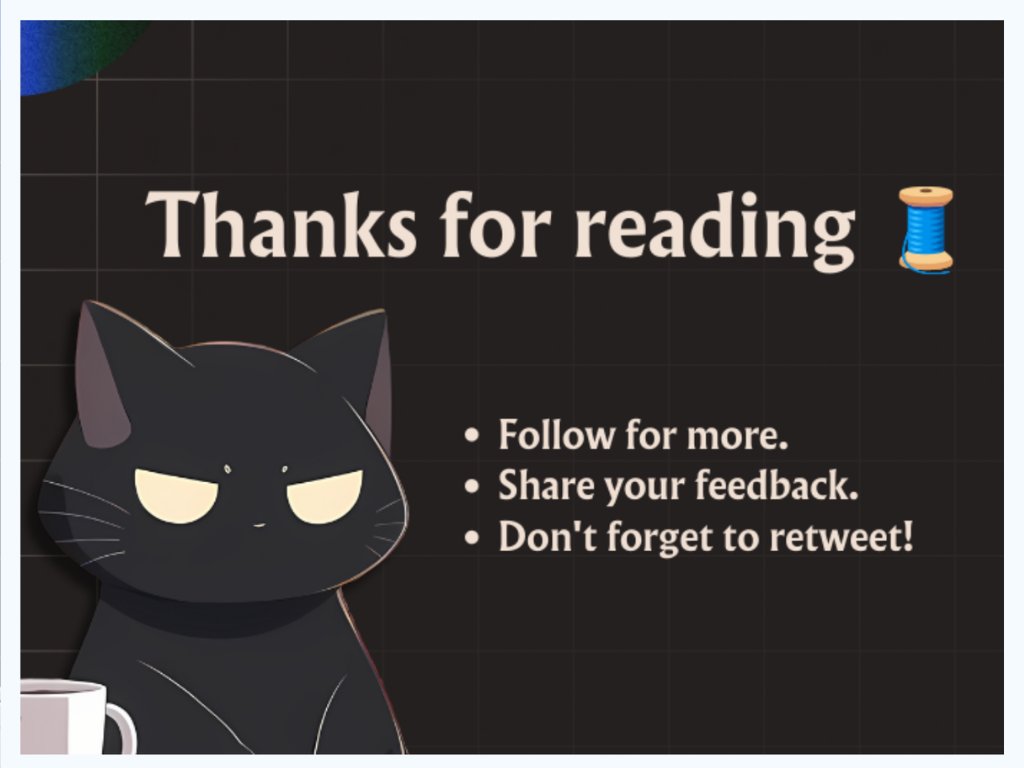 Thanks for reading 🧵
• Follow for more.
• Share your feedback.
• Don't forget to retweet!